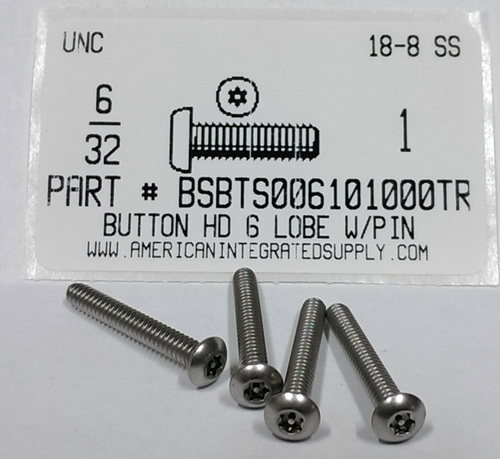 UNC 18-8 SS
6/32 1
PART # BSBTS006101000TR
BUTTON HD 6 LOBE W/PIN
WWW.AMERICANINTEGRATEDSUPPLY.COM